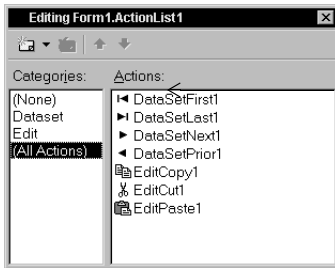 Editing Form1.ActionList1
Categories:
Actions:
(None)
Dataset
Edit
(All Actions)
DataSetFirst1
DataSetLast1
DataSetNext1
DataSetPrior1
EditCopy1
EditCut1
EditPaste1